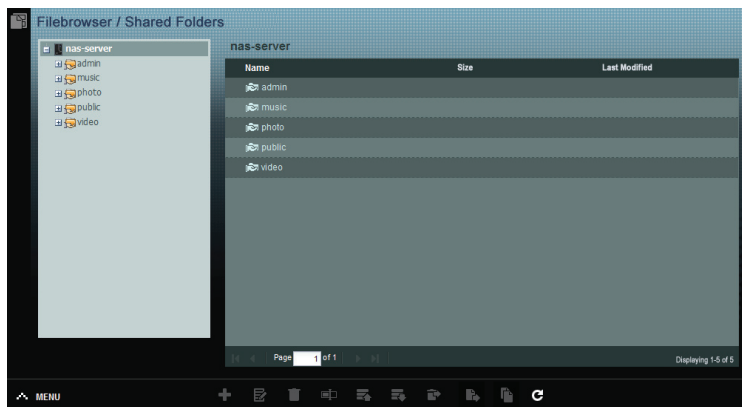 Filebrowser / Shared Folders
nas-server
admin
music
photo
public
video
nas-server
Name Size Last Modified
admin
music
photo
public
video
Page 1 of 1
Displaying 1-5 of 5
MENU